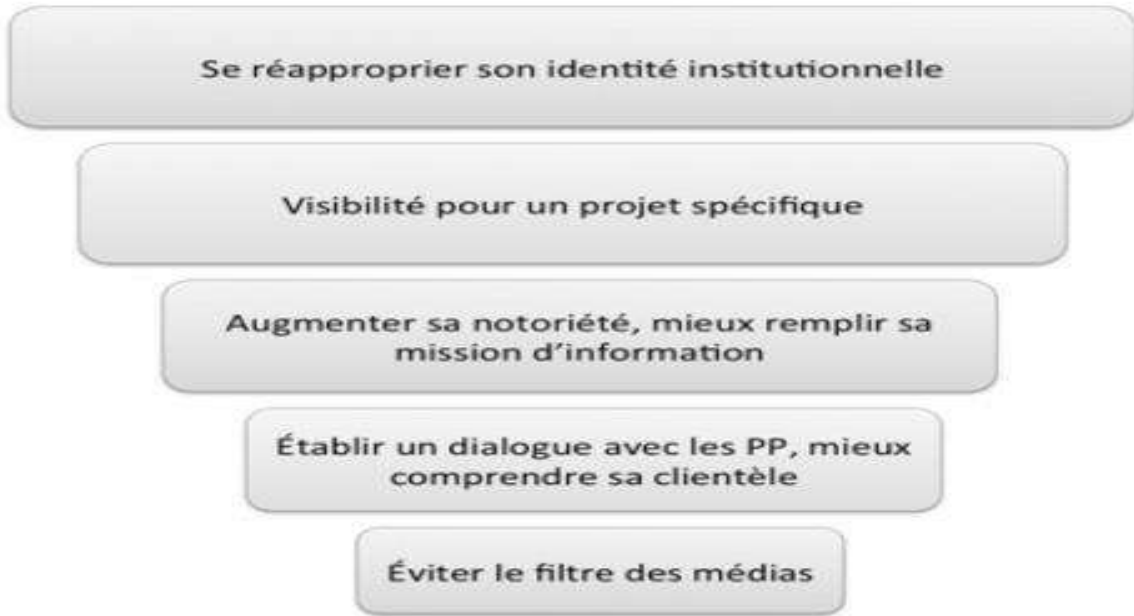 Se réapproprier son identité institutionnelle
Visibilité pour un projet spécifique
Augmenter sa notoriété, mieux remplir sa
mission d’information
Établir un dialogue avec les PP, mieux
comprendre sa clientèle
Éviter le filtre des médias